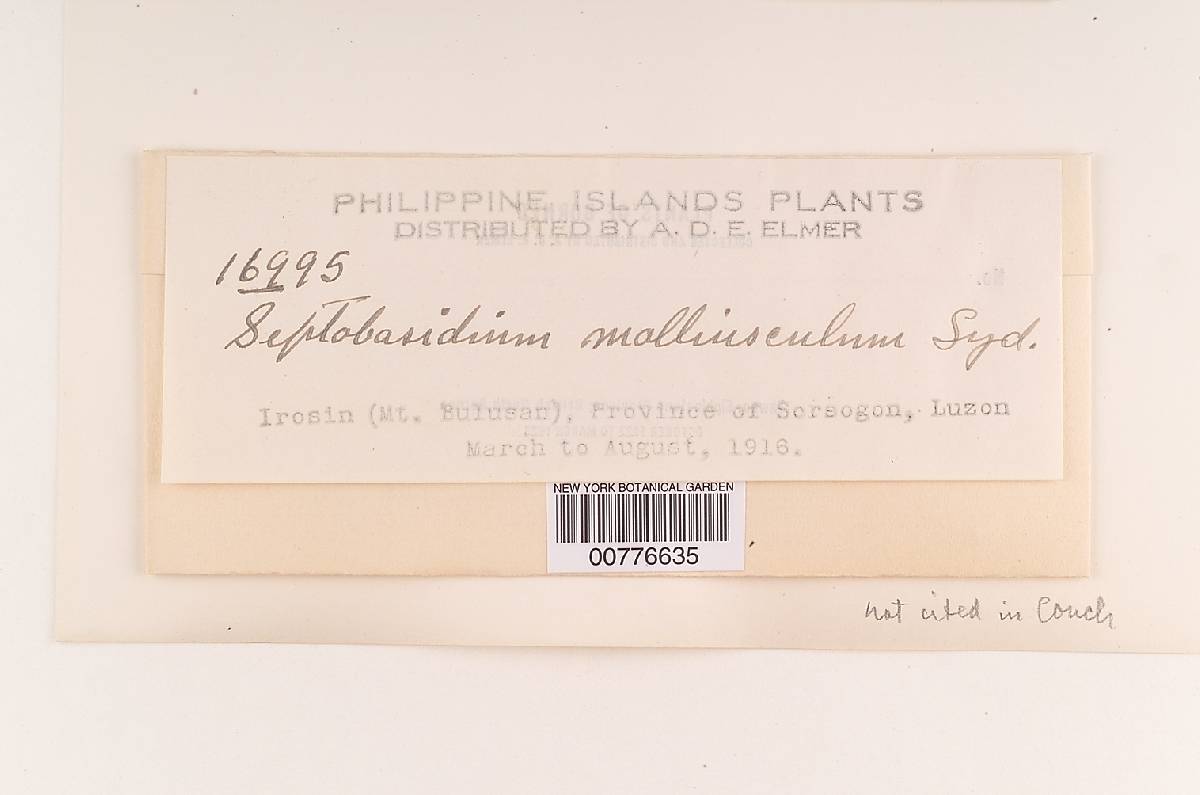 PHILIPPINE ISLANDS PLANTS
DISTRIBUTED BY A. D. E. ELMER
16995
Septobasidium molliusculum Syd.
Irosin (Mt. Bulusan), Province of Sorsogon, Luzon
March to August, 1916.
NEW YORK BOTANICAL GARDEN
00776635
not cited in Couch